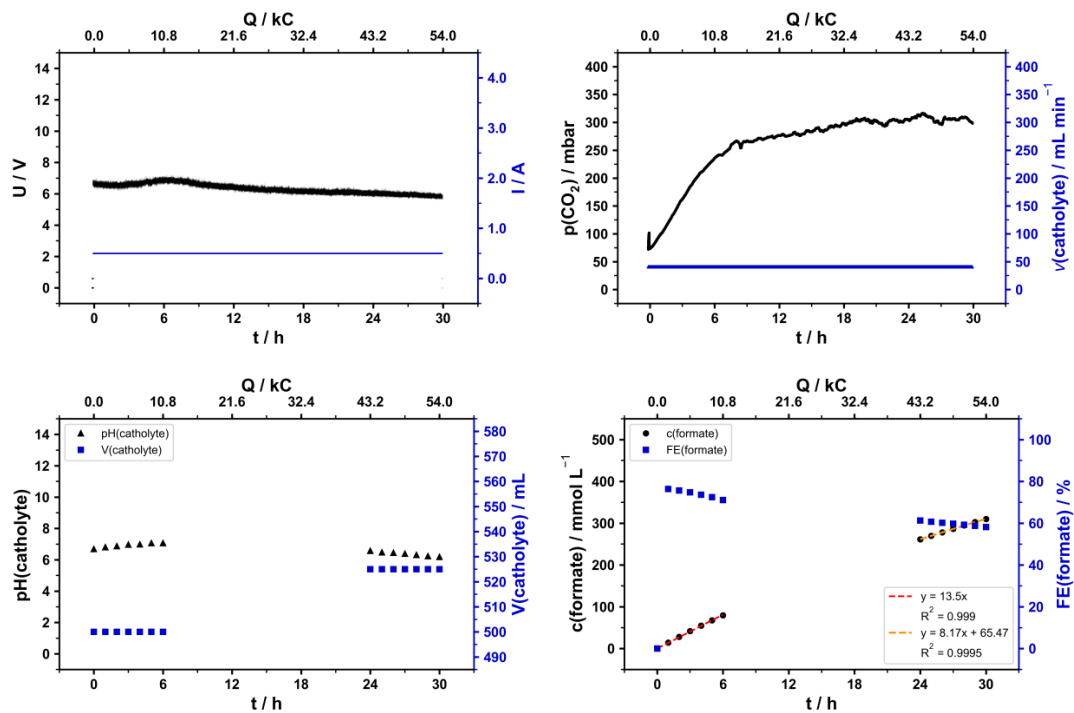 Q / kC
0.0 10.8 21.6 32.4 43.2 54.0
14
12
10
8
6
4
2
0
U / V
4.0
3.0
2.0
1.0
0.0
I / A
0 6 12 18 24 30
t / h
Q / kC
0.0 10.8 21.6 32.4 43.2 54.0
400
350
300
250
200
150
100
50
0
p(CO₂) / mbar
400
350
300
250
200
150
100
50
0
v(catholyte) / mL min⁻¹
0 6 12 18 24 30
t / h
Q / kC
0.0 10.8 21.6 32.4 43.2 54.0
14
12
10
8
6
4
2
0
pH(catholyte)
pH(catholyte)
V(catholyte)
580
570
560
550
540
530
520
510
500
490
V(catholyte) / mL
0 6 12 18 24 30
t / h
Q / kC
0.0 10.8 21.6 32.4 43.2 54.0
500
400
300
200
100
0
c(formate) / mmol L⁻¹
c(formate)
FE(formate)
100
80
60
40
20
0
FE(formate) / %
y = 13.5x
R² = 0.999
y = 8.17x + 65.47
R² = 0.9995
0 6 12 18 24 30
t / h